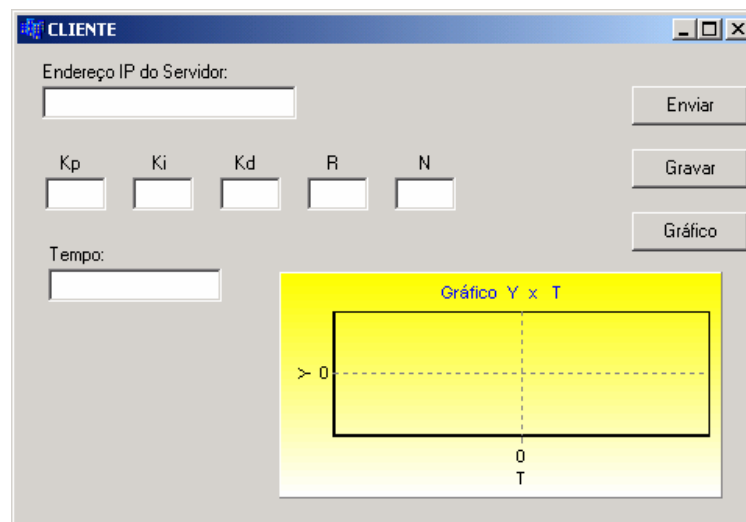 CLIENTE
Endereço IP do Servidor:
Enviar
Kp Ki Kd R N
Gravar
Gráfico
Tempo:
Gráfico Y x T
Y 0
0
T